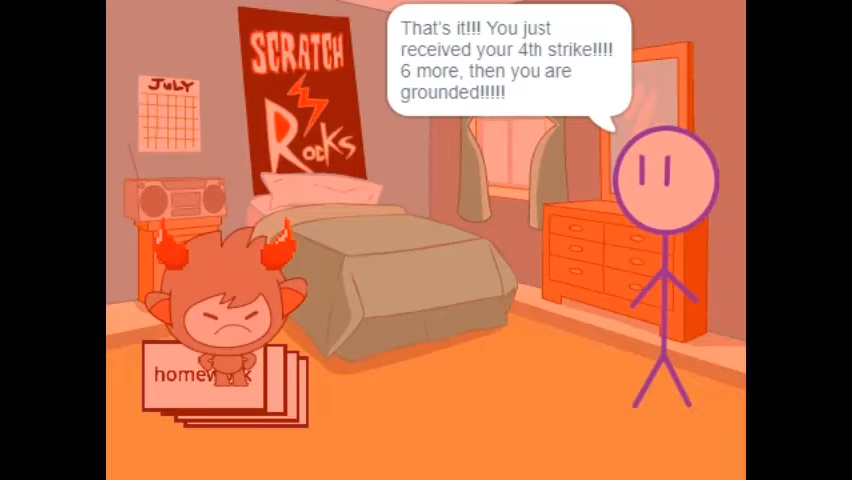 That's it!!! You just
received your 4th strike!!!!
6 more, then you are
grounded!!!!!
SCRATCH
ROCKS
JULY